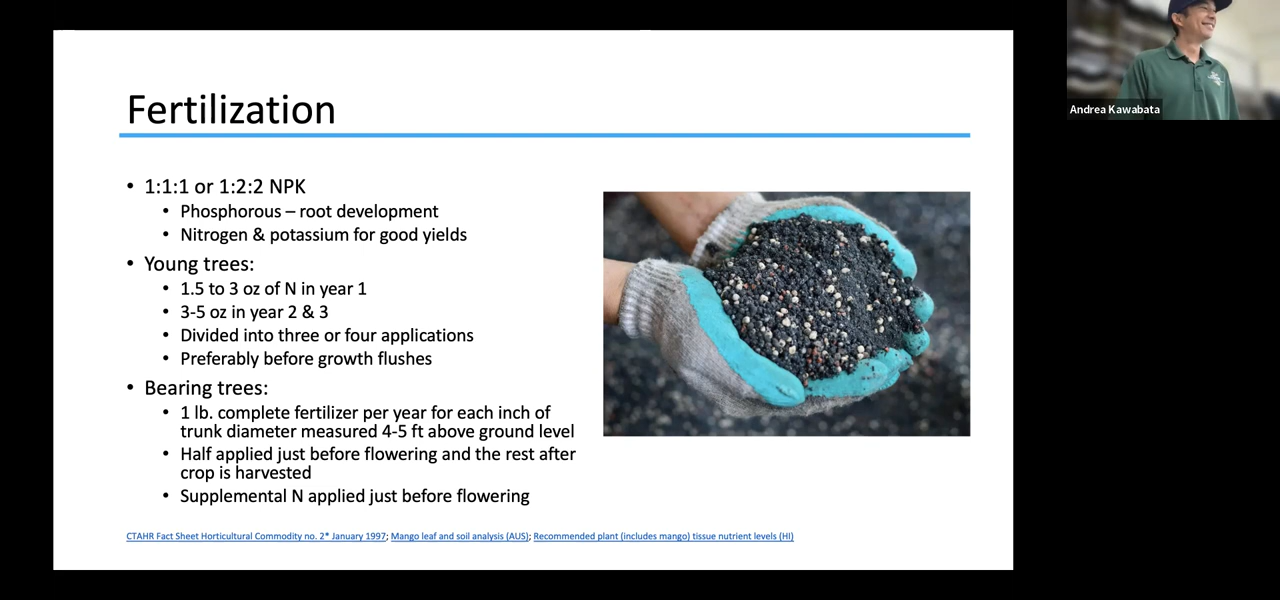 Fertilization
• 1:1:1 or 1:2:2 NPK
• Phosphorous – root development
• Nitrogen & potassium for good yields
• Young trees:
• 1.5 to 3 oz of N in year 1
• 3-5 oz in year 2 & 3
• Divided into three or four applications
• Preferably before growth flushes
• Bearing trees:
• 1 lb. complete fertilizer per year for each inch of
trunk diameter measured 4-5 ft above ground level
• Half applied just before flowering and the rest after
crop is harvested
• Supplemental N applied just before flowering
CTAHR Fact Sheet Horticultural Commodity no. 2* January 1997; Mango leaf and soil analysis (AUS); Recommended plant (includes mango) tissue nutrient levels (HI)
Andrea Kawabata